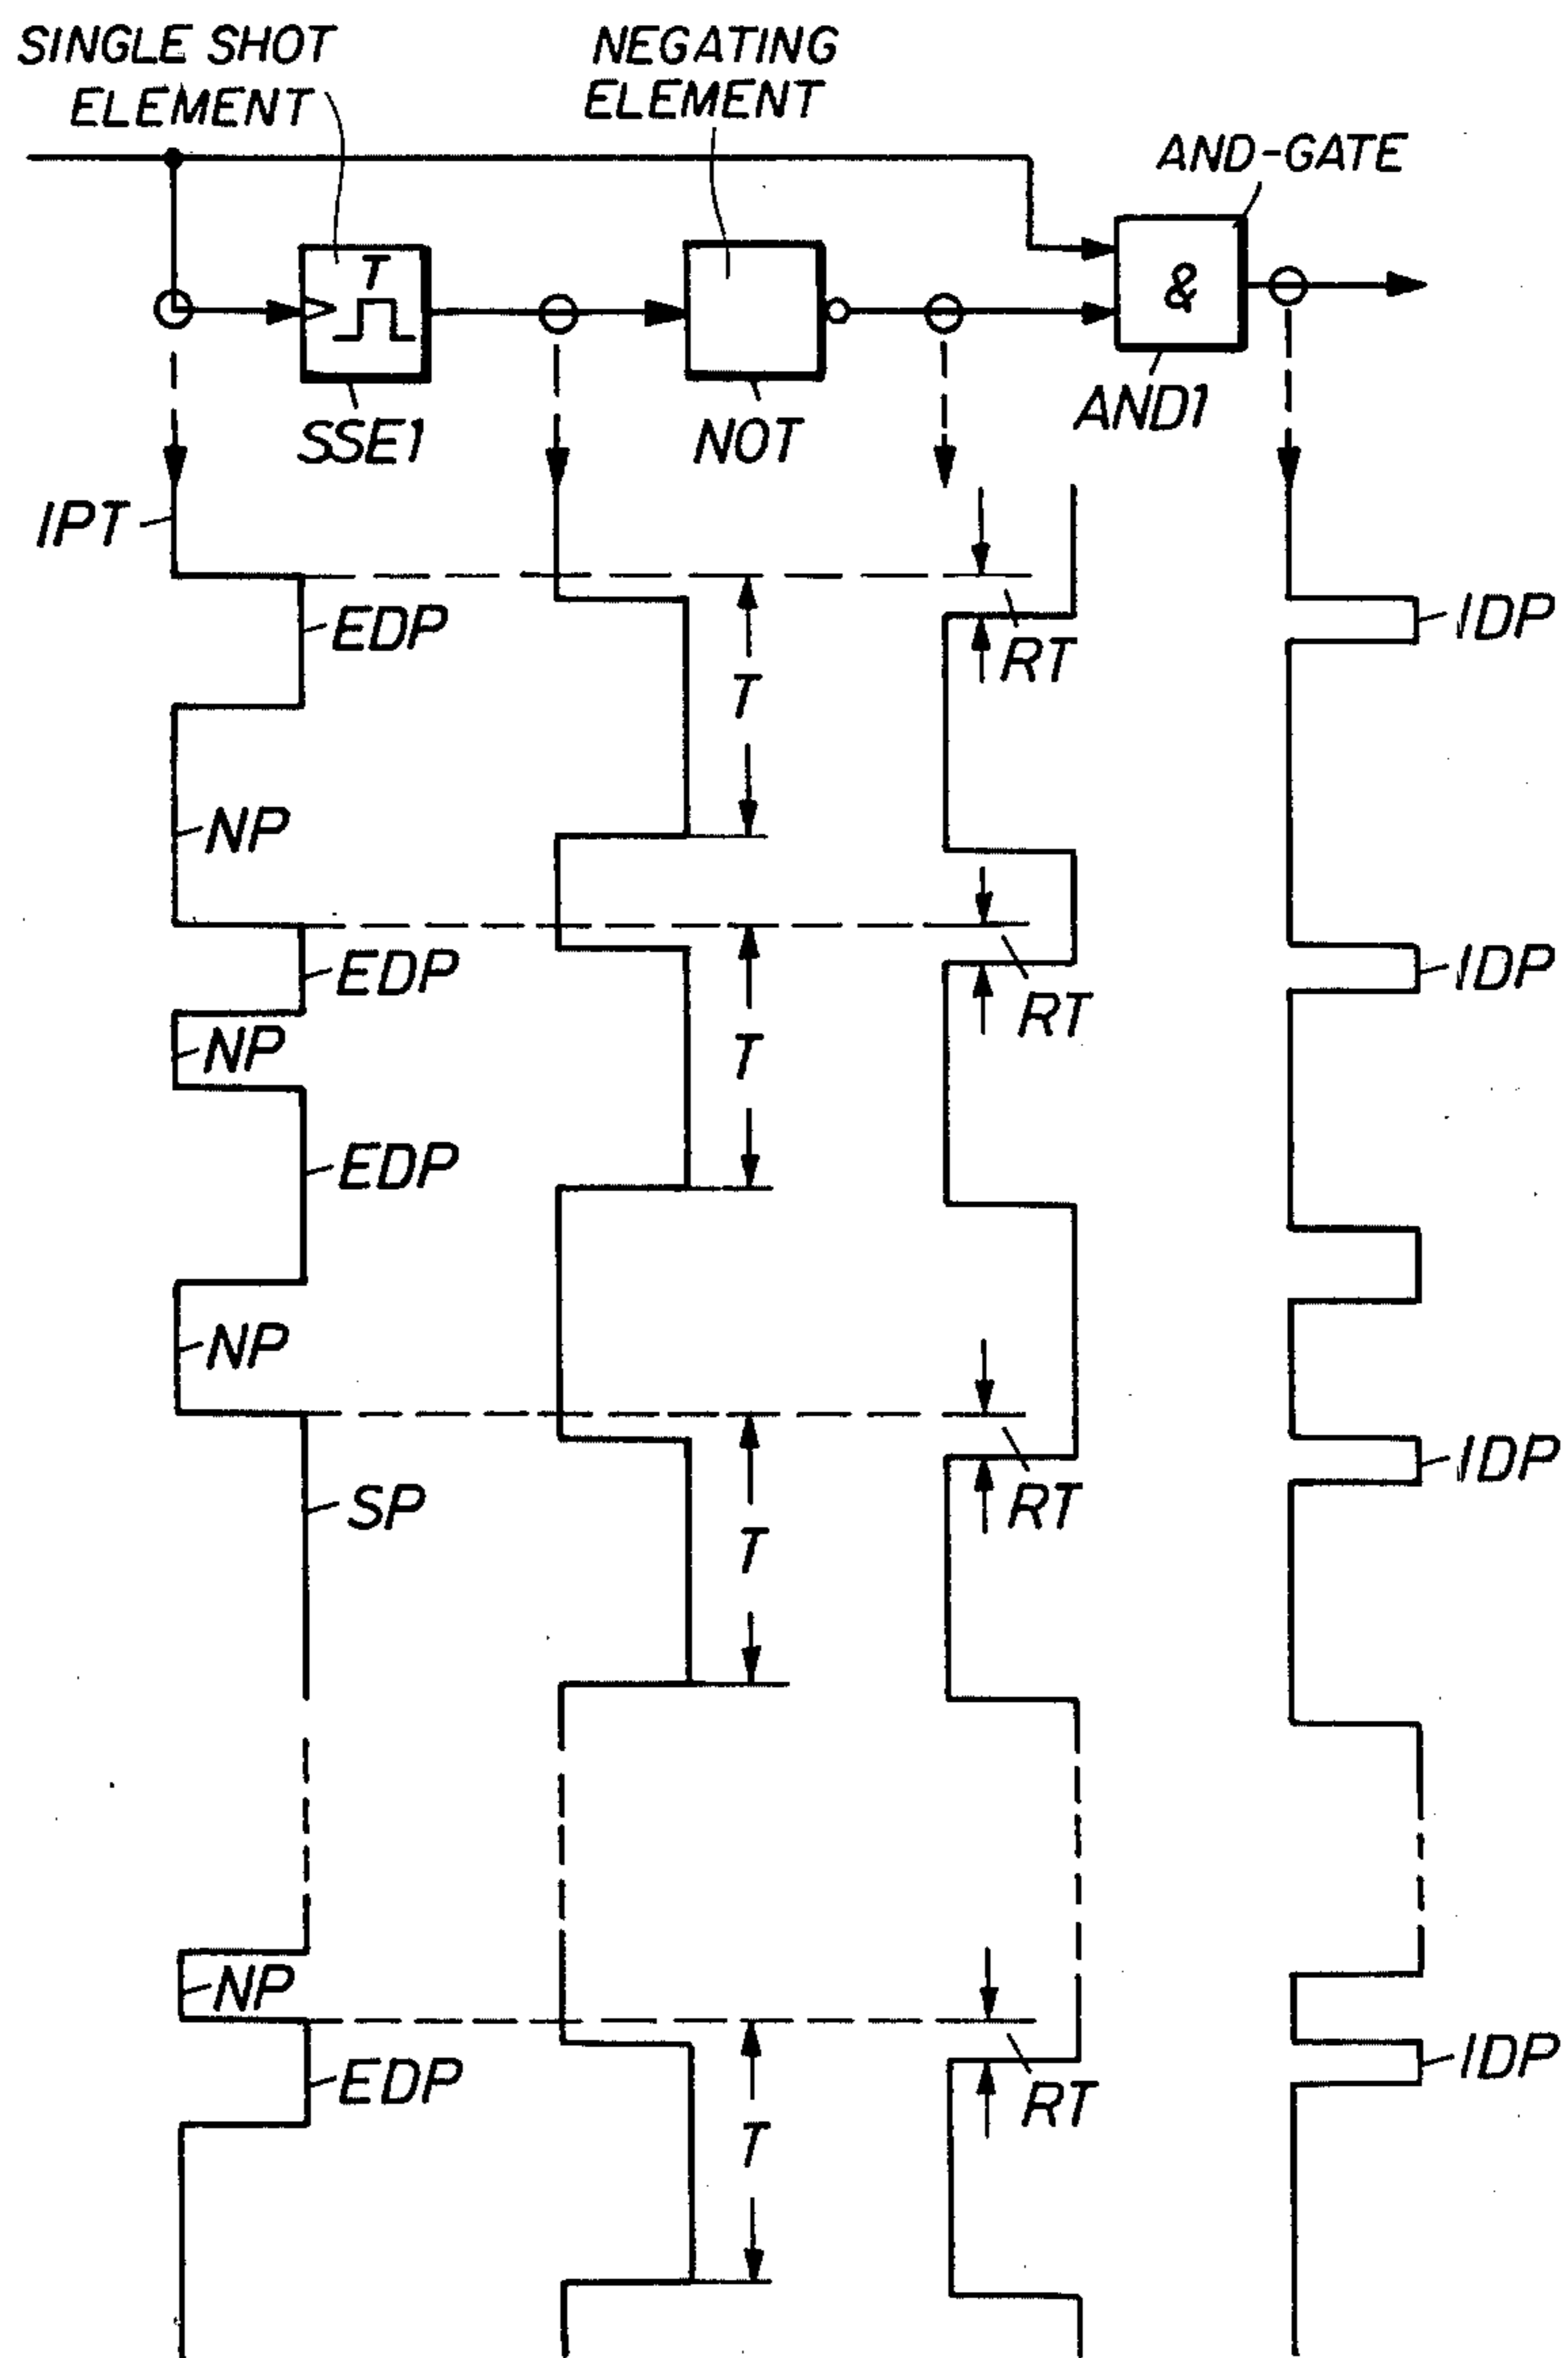 SINGLE SHOT
ELEMENT
NEGATING
ELEMENT
AND-GATE
T
&
SSE1
NOT
AND1
IPT
EDP
IDP
RT
T
NP
EDP
IDP
RT
NP
T
EDP
NP
IDP
SP
RT
T
NP
EDP
IDP
RT
T